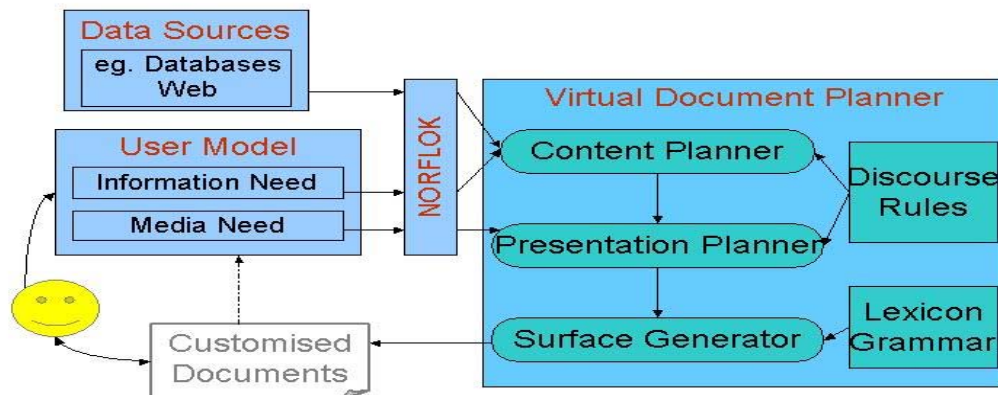 Data Sources
eg. Databases
Web
User Model
Information Need
Media Need
NORFLOK
Virtual Document Planner
Content Planner
Discourse
Rules
Presentation Planner
Surface Generator
Lexicon
Grammar
Customised
Documents